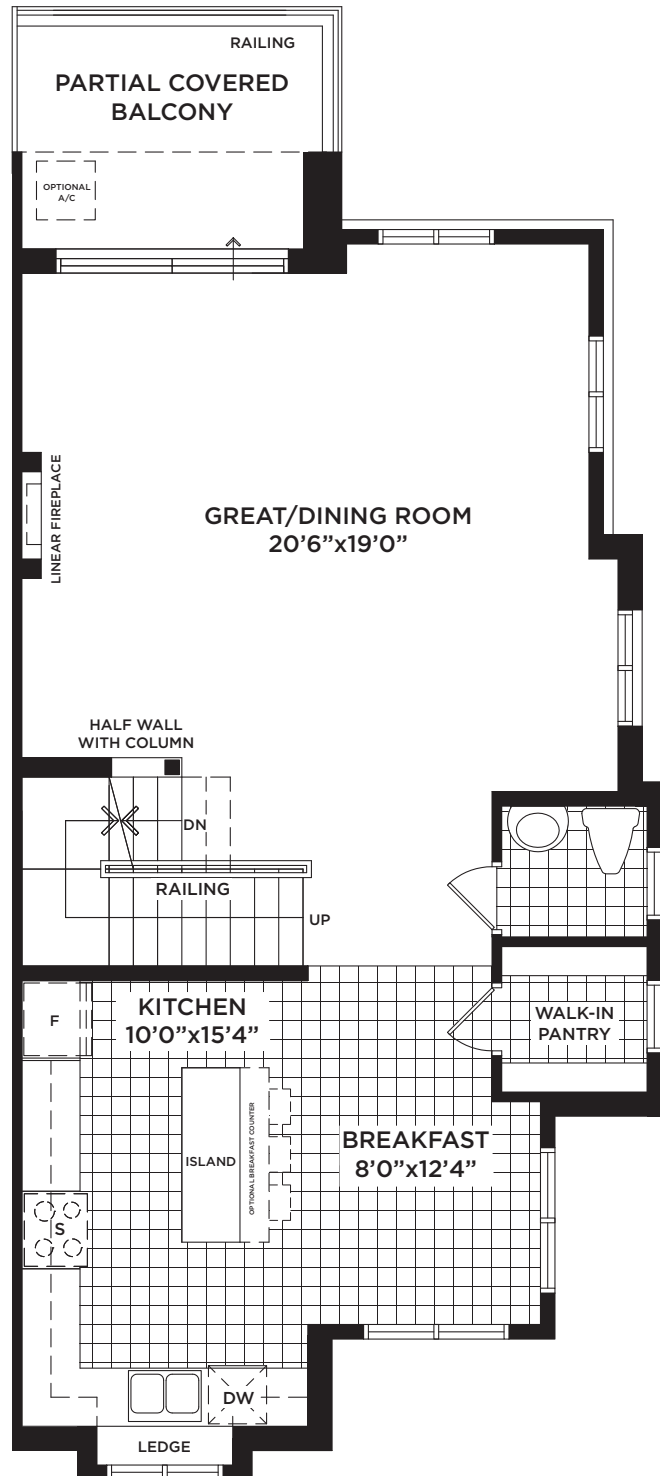 RAILING
PARTIAL COVERED
BALCONY
OPTIONAL
A/C
LINEAR FIREPLACE
GREAT/DINING ROOM
20’6”x19’0”
HALF WALL
WITH COLUMN
DN
RAILING
UP
F
KITCHEN
10’0”x15’4”
WALK-IN
PANTRY
ISLAND
OPTIONAL BREAKFAST COUNTER
BREAKFAST
8’0”x12’4”
S
DW
LEDGE